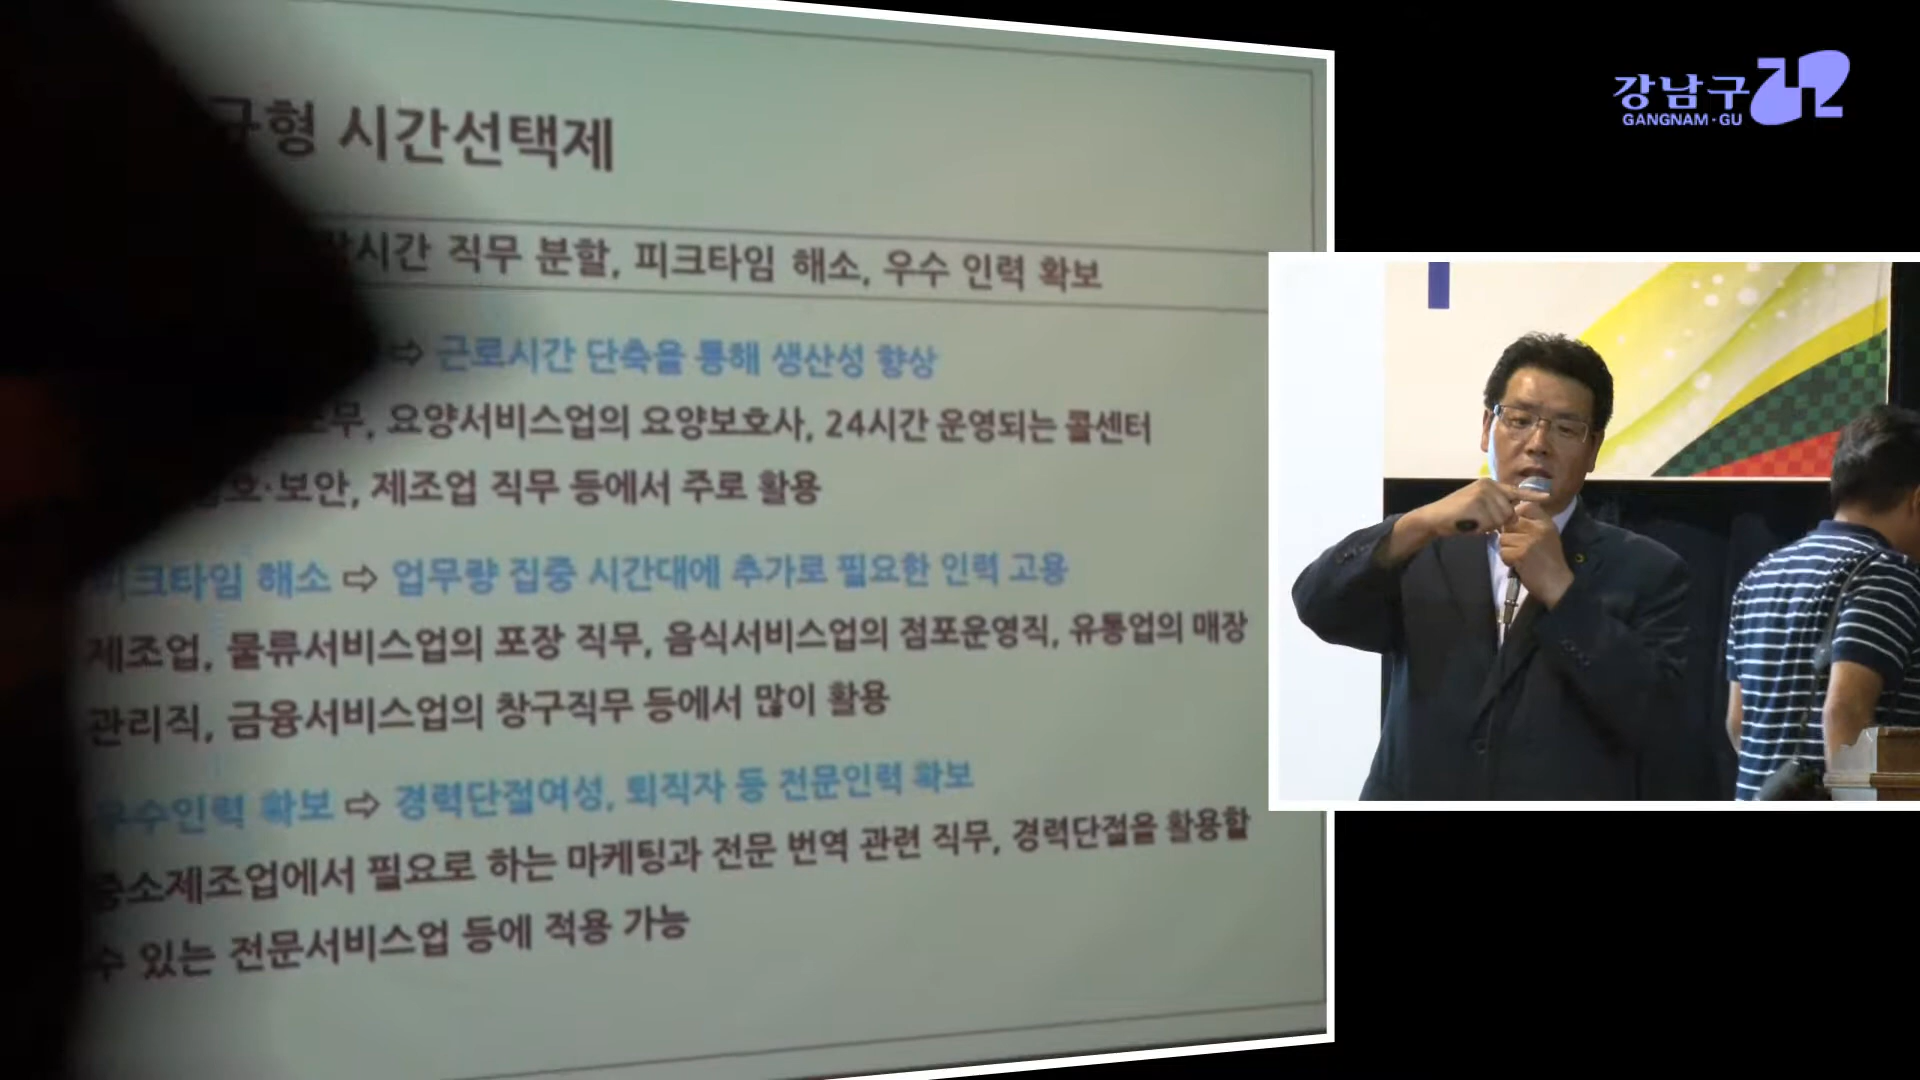 시간선택제
직무 분할, 피크타임 해소, 우수 인력 확보
⇨ 근로시간 단축을 통해 생산성 향상
요양서비스업의 요양보호사, 24시간 운영되는 콜센터
보안, 제조업 직무 등에서 주로 활용
피크타임 해소 ⇨ 업무량 집중 시간대에 추가로 필요한 인력 고용
제조업, 물류서비스업의 포장 직무, 음식서비스업의 점포운영직, 유통업의 매장
관리직, 금융서비스업의 창구직무 등에서 많이 활용
우수인력 확보 ⇨ 경력단절여성, 퇴직자 등 전문인력 확보
중소제조업에서 필요로 하는 마케팅과 전문 번역 관련 직무, 경력단절을 활용할
수 있는 전문서비스업 등에 적용 가능
강남구
GANGNAM·GU